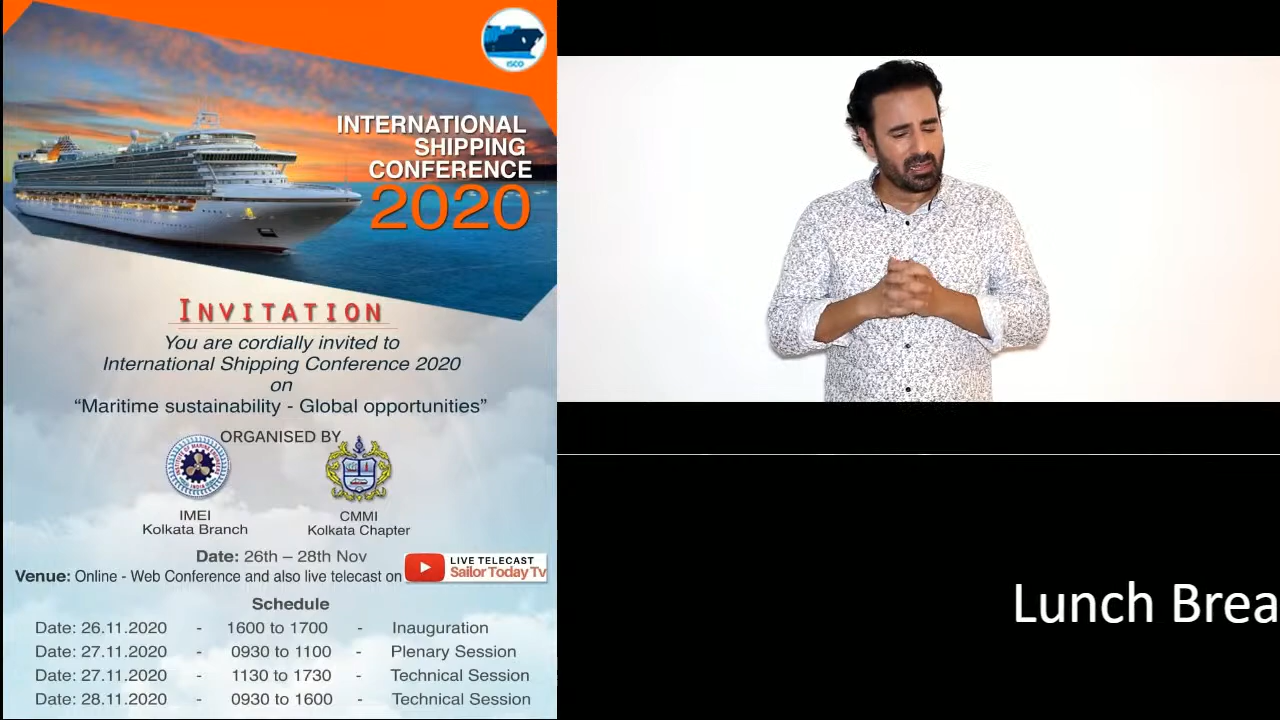 ISCO
INTERNATIONAL
SHIPPING
CONFERENCE
2020
INVITATION
You are cordially invited to
International Shipping Conference 2020
on
“Maritime sustainability - Global opportunities”
ORGANISED BY
IMEI
Kolkata Branch
CMMI
Kolkata Chapter
Date: 26th – 28th Nov
Venue: Online - Web Conference and also live telecast on
LIVE TELECAST
Sailor Today Tv
Schedule
Date: 26.11.2020 - 1600 to 1700 - Inauguration
Date: 27.11.2020 - 0930 to 1100 - Plenary Session
Date: 27.11.2020 - 1130 to 1730 - Technical Session
Date: 28.11.2020 - 0930 to 1600 - Technical Session
Lunch Brea